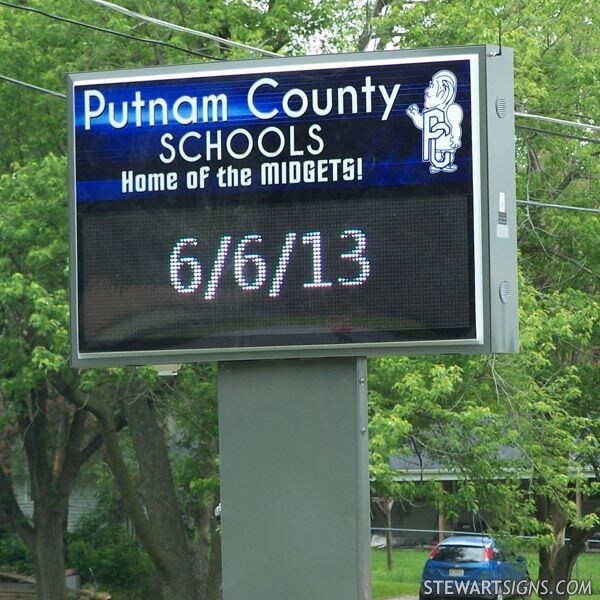 Putnam County
SCHOOLS
Home of the MIDGETS!
PC
6/6/13
STEWARTSIGNS.COM